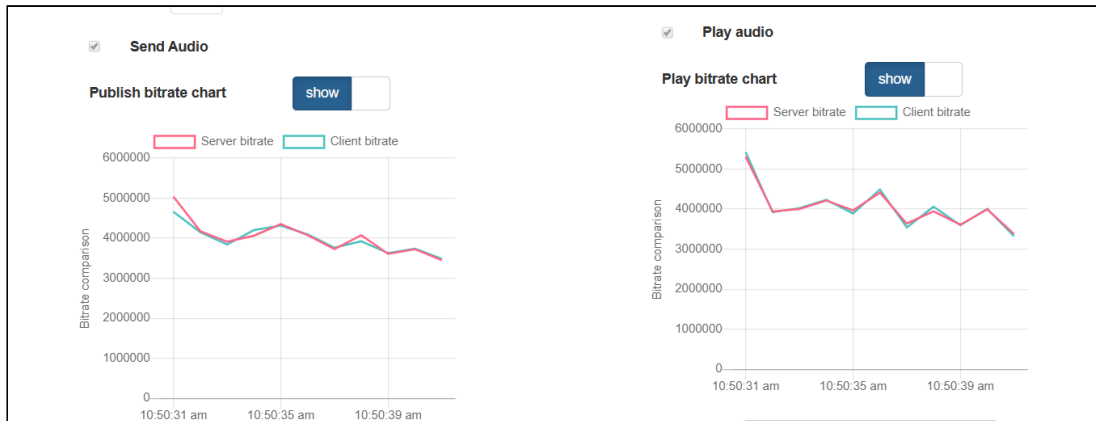 Send Audio
Publish bitrate chart
show
Server bitrate
Client bitrate
6000000
5000000
4000000
3000000
2000000
1000000
0
Bitrate comparison
10:50:31 am
10:50:35 am
10:50:39 am
Play audio
Play bitrate chart
show
Server bitrate
Client bitrate
6000000
5000000
4000000
3000000
2000000
1000000
0
Bitrate comparison
10:50:31 am
10:50:35 am
10:50:39 am